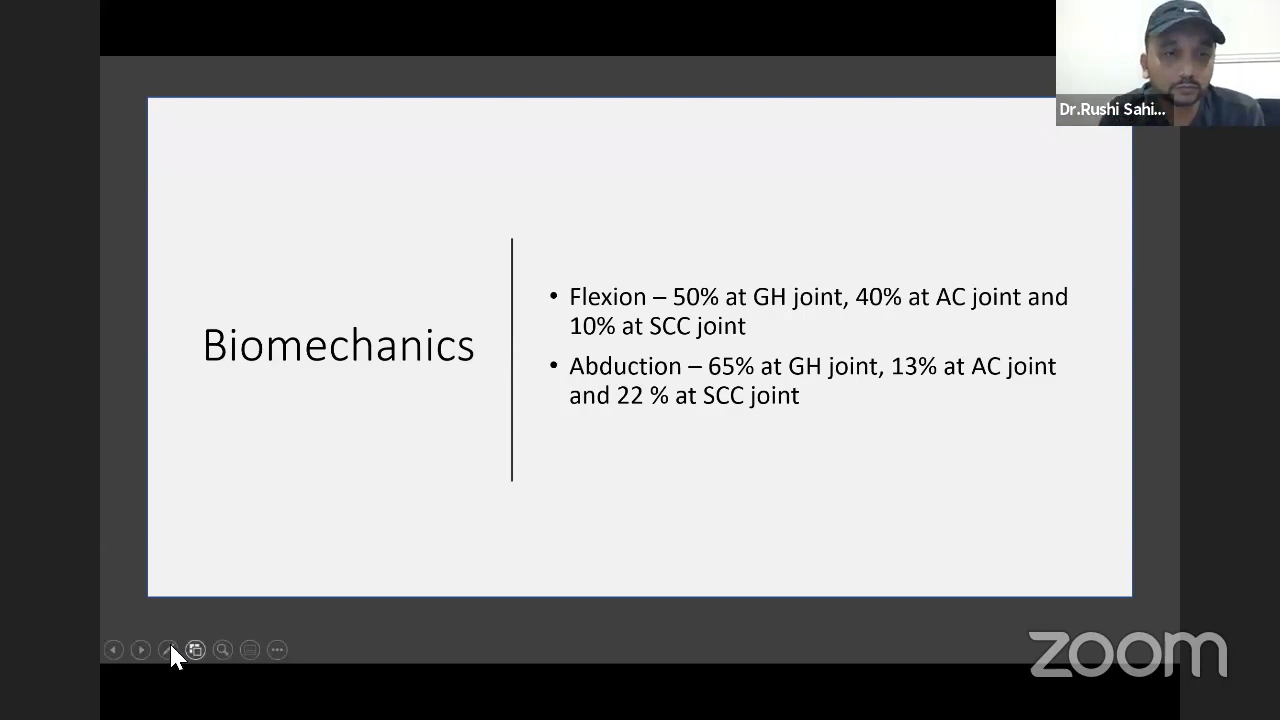 Dr.Rushi Sahi...
Biomechanics
• Flexion – 50% at GH joint, 40% at AC joint and
10% at SCC joint
• Abduction – 65% at GH joint, 13% at AC joint
and 22 % at SCC joint
zoom